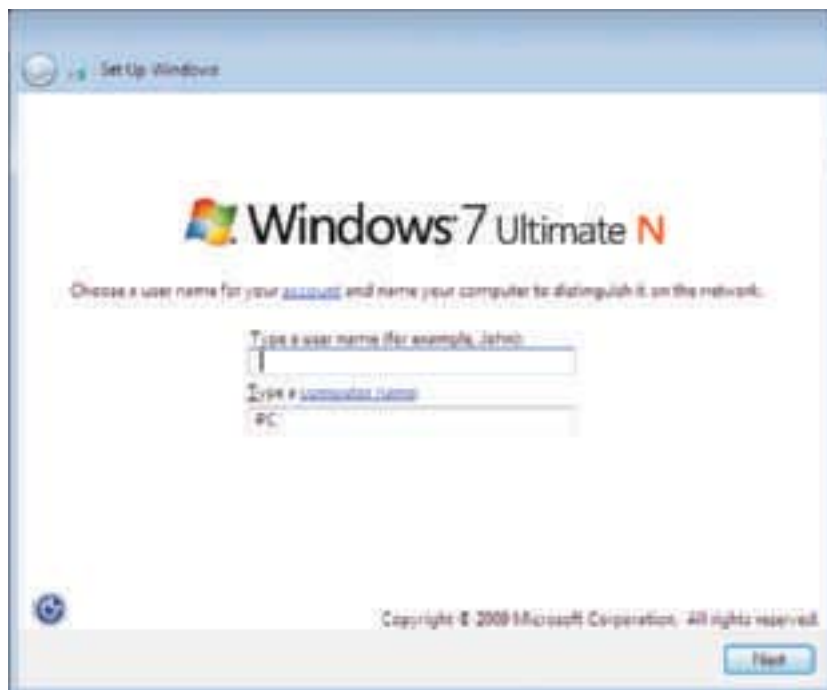 Set Up Windows
Windows 7 Ultimate N
Choose a user name for your account and name your computer to distinguish it on the network.
Type a user name (for example, John):
Type a computer name:
PC
Copyright © 2009 Microsoft Corporation. All rights reserved.
Next